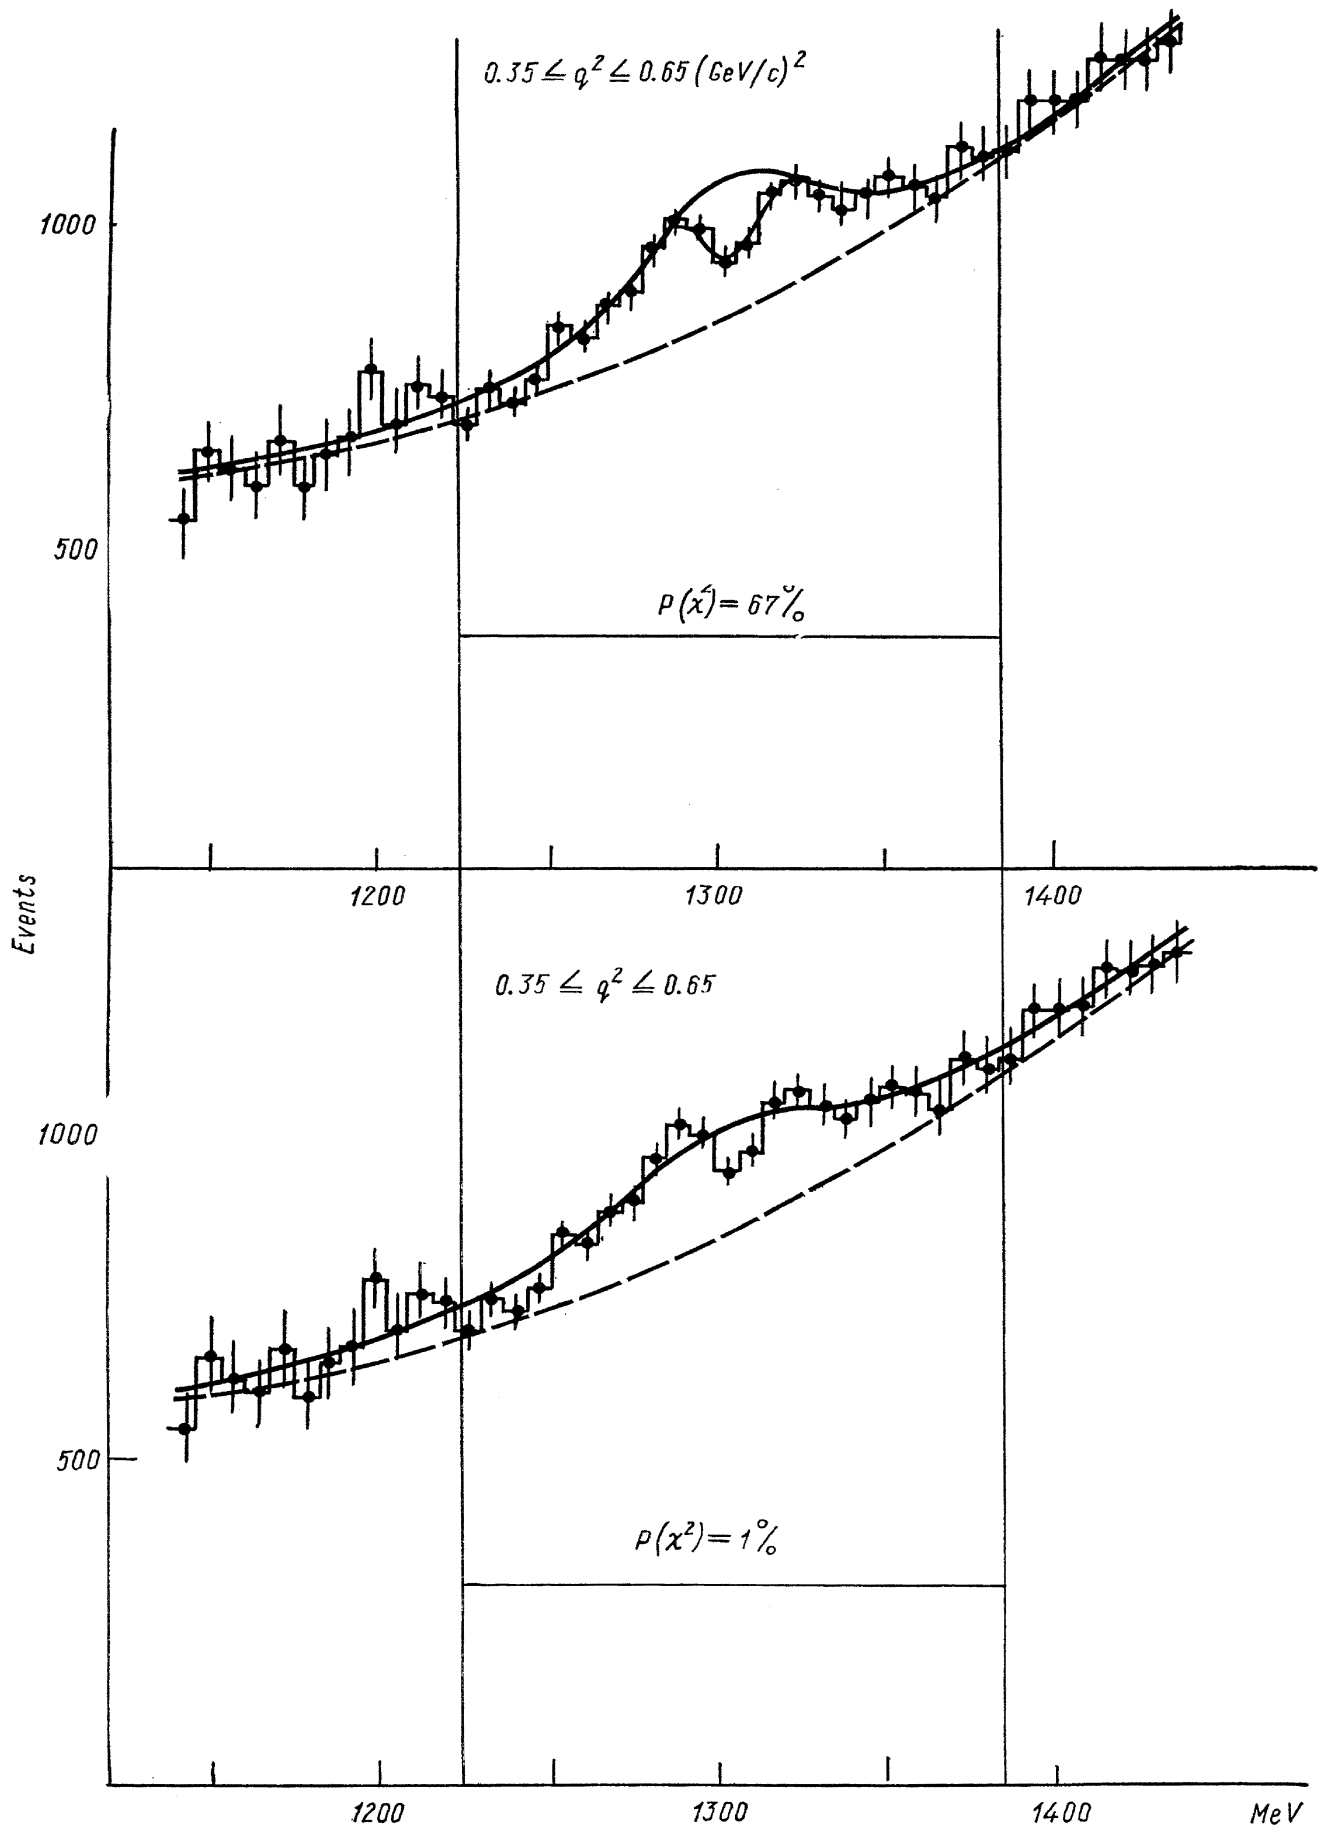 0.35 ≤ q² ≤ 0.65 (GeV/c)²
1000
500
P(χ²) = 67%
1200 1300 1400
Events
0.35 ≤ q² ≤ 0.65
1000
500
P(χ²) = 1%
1200 1300 1400 MeV